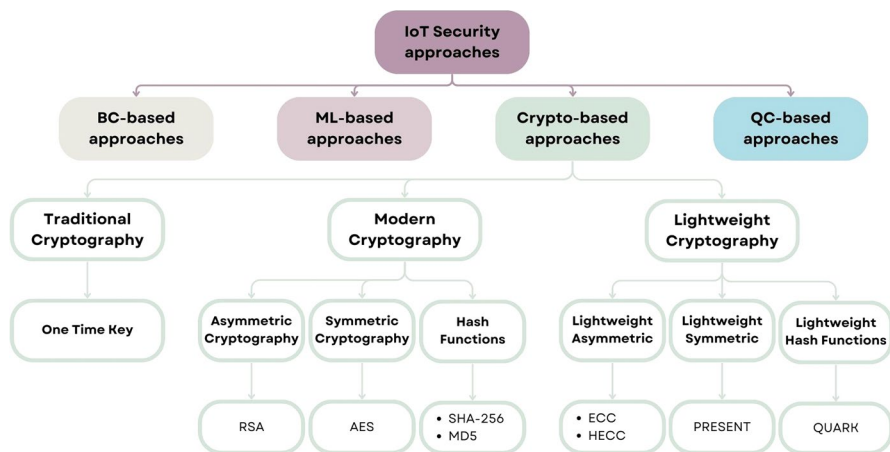 IoT Security
approaches
BC-based
approaches
ML-based
approaches
Crypto-based
approaches
QC-based
approaches
Traditional
Cryptography
Modern
Cryptography
Lightweight
Cryptography
One Time Key
Asymmetric
Cryptography
Symmetric
Cryptography
Hash
Functions
Lightweight
Asymmetric
Lightweight
Symmetric
Lightweight
Hash Functions
RSA
AES
• SHA-256
• MD5
• ECC
• HECC
PRESENT
QUARK